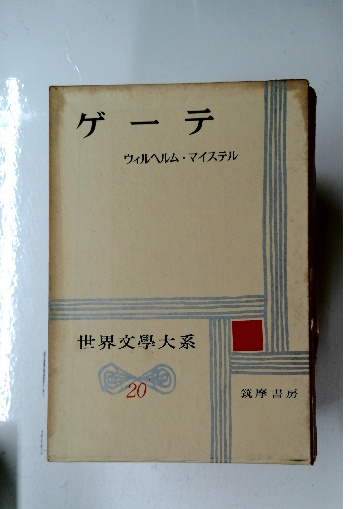 ゲーテ
ウィルヘルム・マイステル
世界文學大系
20
筑摩書房